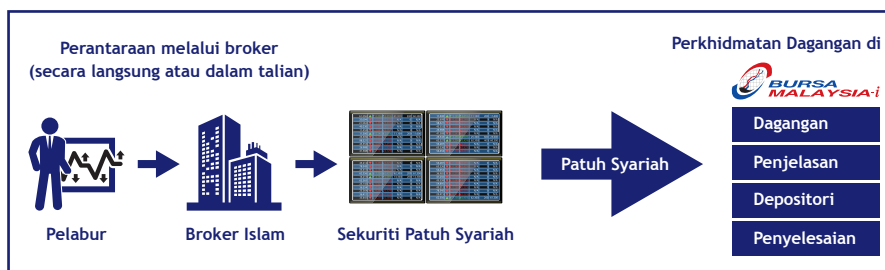 Perantaraan melalui broker
(secara langsung atau dalam talian)
Perkhidmatan Dagangan di
BURSA
MALAYSIA-i
Dagangan
Penjelasan
Depositori
Penyelesaian
Patuh Syariah
Pelabur
Broker Islam
Sekuriti Patuh Syariah